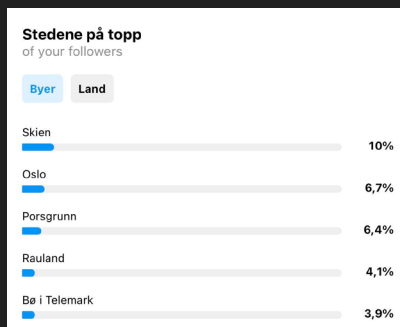 Stedene på topp
of your followers
Byer Land
Skien
10%
Oslo
6,7%
Porsgrunn
6,4%
Rauland
4,1%
Bø i Telemark
3,9%